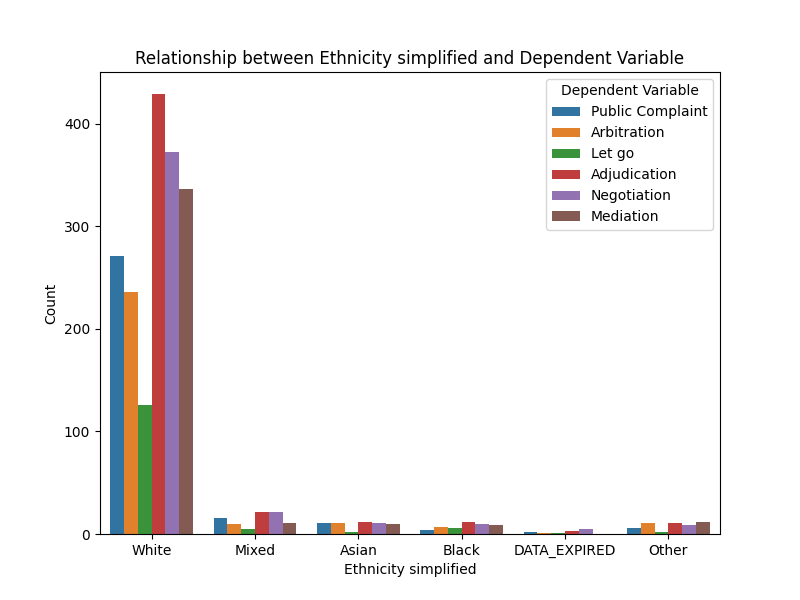 Relationship between Ethnicity simplified and Dependent Variable
Dependent Variable
Public Complaint
Arbitration
Let go
Adjudication
Negotiation
Mediation
400
300
200
100
0
Count
White Mixed Asian Black DATA_EXPIRED Other
Ethnicity simplified